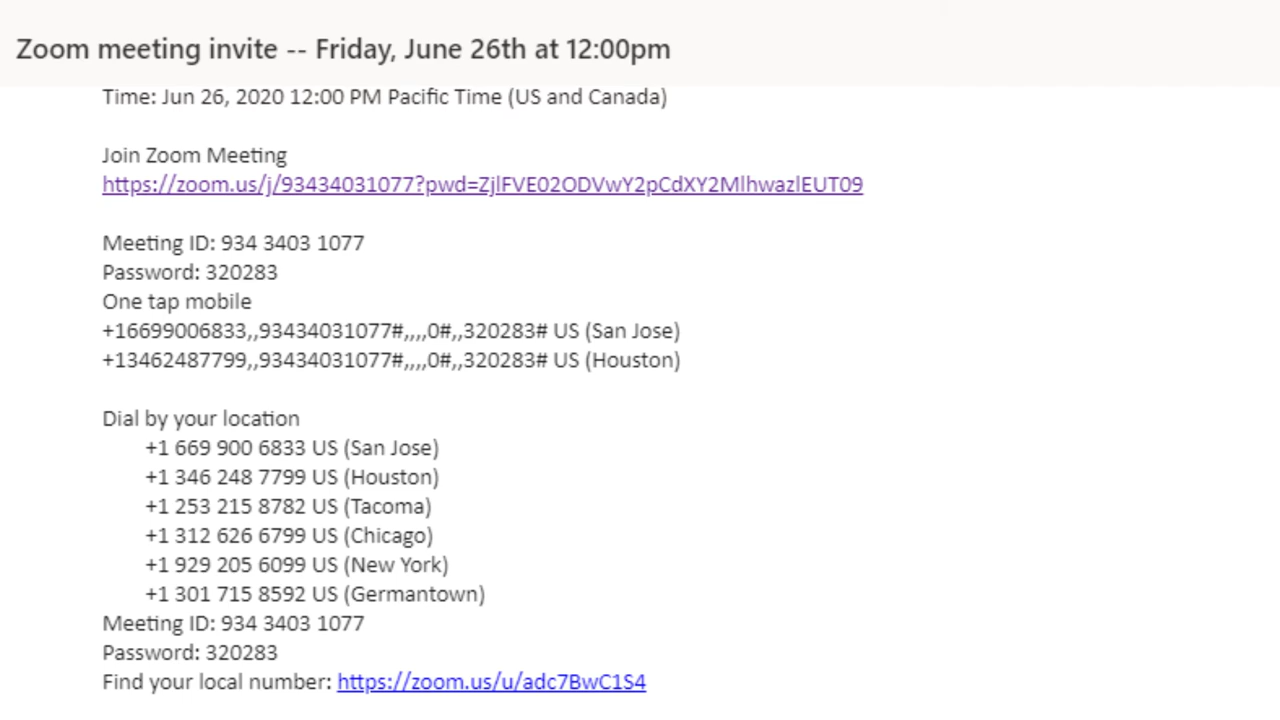 Zoom meeting invite -- Friday, June 26th at 12:00pm
Time: Jun 26, 2020 12:00 PM Pacific Time (US and Canada)
Join Zoom Meeting
https://zoom.us/j/93434031077?pwd=ZjlFVE02ODVwY2pCdXY2MlhwazlEUT09
Meeting ID: 934 3403 1077
Password: 320283
One tap mobile
+16699006833,,93434031077#,,,,0#,,320283# US (San Jose)
+13462487799,,93434031077#,,,,0#,,320283# US (Houston)
Dial by your location
+1 669 900 6833 US (San Jose)
+1 346 248 7799 US (Houston)
+1 253 215 8782 US (Tacoma)
+1 312 626 6799 US (Chicago)
+1 929 205 6099 US (New York)
+1 301 715 8592 US (Germantown)
Meeting ID: 934 3403 1077
Password: 320283
Find your local number: https://zoom.us/u/adc7BwC1S4